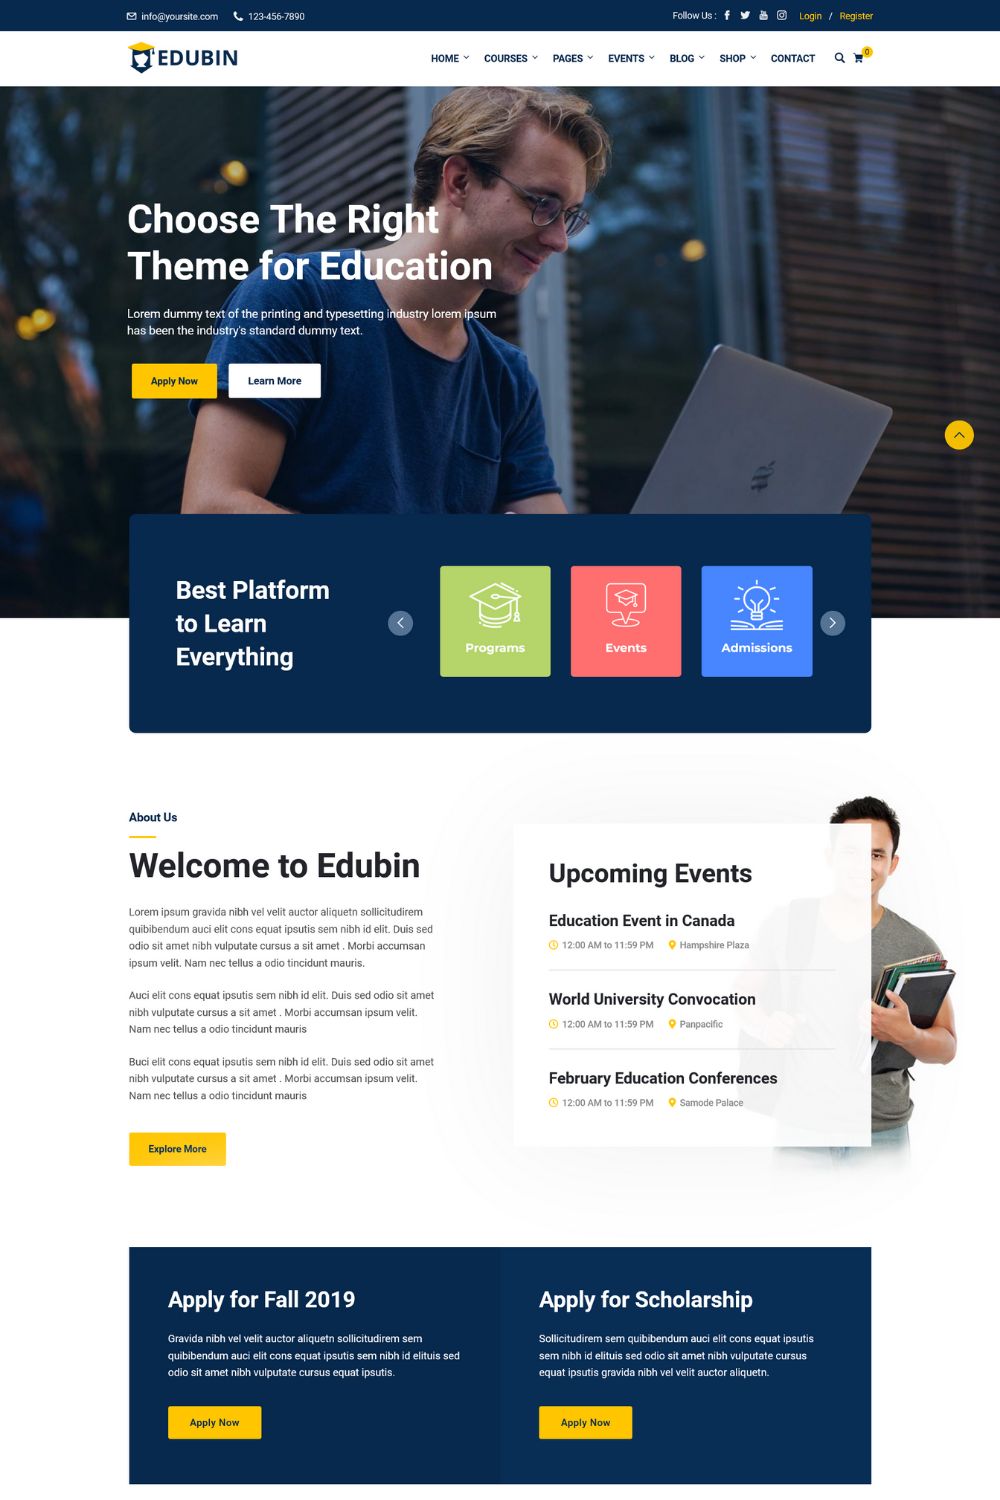 info@yoursite.com 123-456-7890 Follow Us : Login / Register
EDUBIN HOME COURSES PAGES EVENTS BLOG SHOP CONTACT 0
Choose The Right
Theme for Education
Lorem dummy text of the printing and typesetting industry lorem ipsum
has been the industry's standard dummy text.
Apply Now Learn More
Best Platform
to Learn
Everything
Programs Events Admissions
About Us
Welcome to Edubin
Lorem ipsum gravida nibh vel velit auctor aliquetn sollicitudirem
quibibendum auci elit cons equat ipsutis sem nibh id elit. Duis sed
odio sit amet nibh vulputate cursus a sit amet . Morbi accumsan
ipsum velit. Nam nec tellus a odio tincidunt mauris.
Auci elit cons equat ipsutis sem nibh id elit. Duis sed odio sit amet
nibh vulputate cursus a sit amet . Morbi accumsan ipsum velit.
Nam nec tellus a odio tincidunt mauris
Buci elit cons equat ipsutis sem nibh id elit. Duis sed odio sit amet
nibh vulputate cursus a sit amet . Morbi accumsan ipsum velit.
Nam nec tellus a odio tincidunt mauris
Explore More
Upcoming Events
Education Event in Canada
12:00 AM to 11:59 PM Hampshire Plaza
World University Convocation
12:00 AM to 11:59 PM Panpacific
February Education Conferences
12:00 AM to 11:59 PM Samode Palace
Apply for Fall 2019
Gravida nibh vel velit auctor aliquetn sollicitudirem sem
quibibendum auci elit cons equat ipsutis sem nibh id elituis sed
odio sit amet nibh vulputate cursus equat ipsutis.
Apply Now
Apply for Scholarship
Sollicitudirem sem quibibendum auci elit cons equat ipsutis
sem nibh id elituis sed odio sit amet nibh vulputate cursus
equat ipsutis gravida nibh vel velit auctor aliquetn.
Apply Now